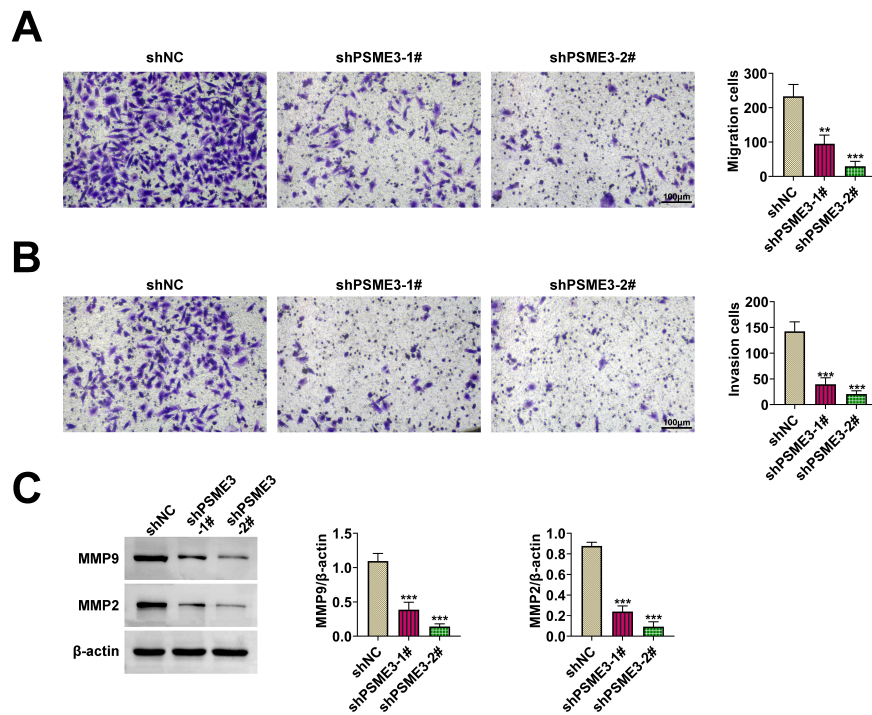 A
shNC
shPSME3-1#
shPSME3-2#
100μm
Migration cells
300
200
100
0
**
***
shNC
shPSME3-1#
shPSME3-2#
B
shNC
shPSME3-1#
shPSME3-2#
100μm
Invasion cells
200
150
100
50
0
***
***
shNC
shPSME3-1#
shPSME3-2#
C
shNC
shPSME3
-1#
shPSME3
-2#
MMP9
MMP2
β-actin
MMP9/β-actin
1.5
1.0
0.5
0.0
***
***
shNC
shPSME3-1#
shPSME3-2#
MMP2/β-actin
1.0
0.8
0.6
0.4
0.2
0.0
***
***
shNC
shPSME3-1#
shPSME3-2#